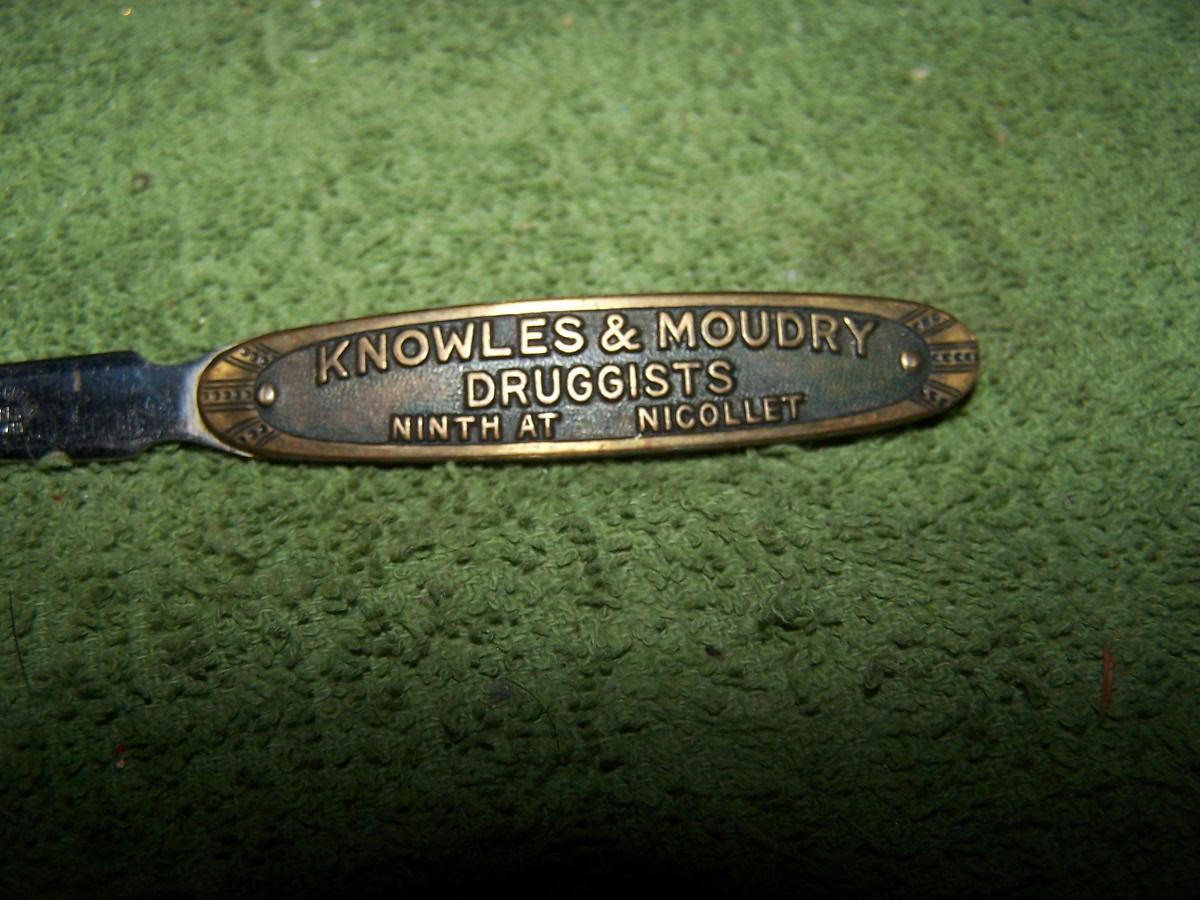 KNOWLES & MOUDRY
DRUGGISTS
NINTH AT NICOLLET